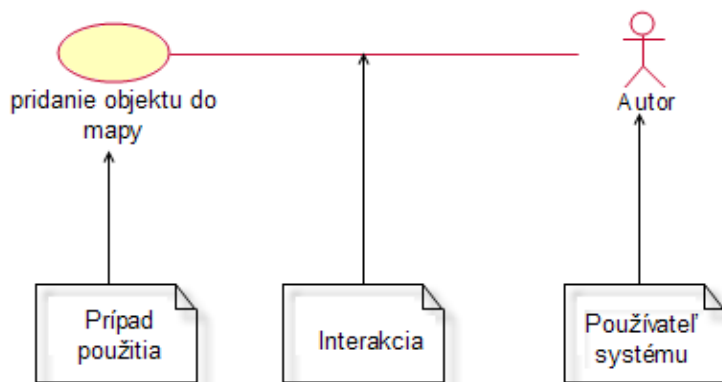 pridanie objektu do
mapy
Autor
Prípad
použitia
Interakcia
Používateľ
systému